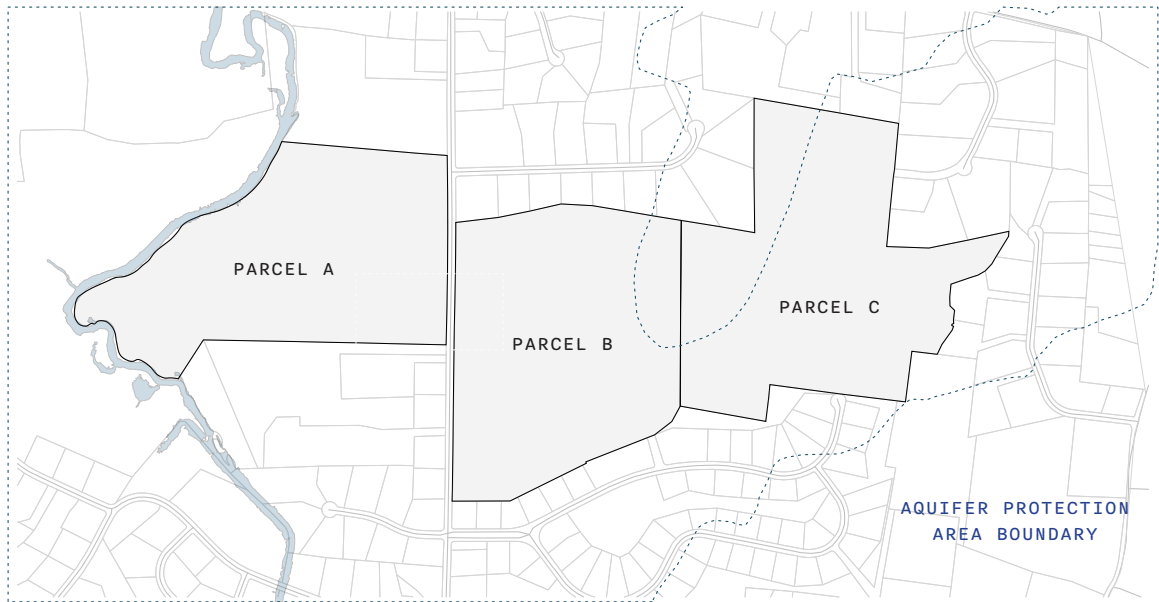 PARCEL A
PARCEL C
PARCEL B
AQUIFER PROTECTION
AREA BOUNDARY